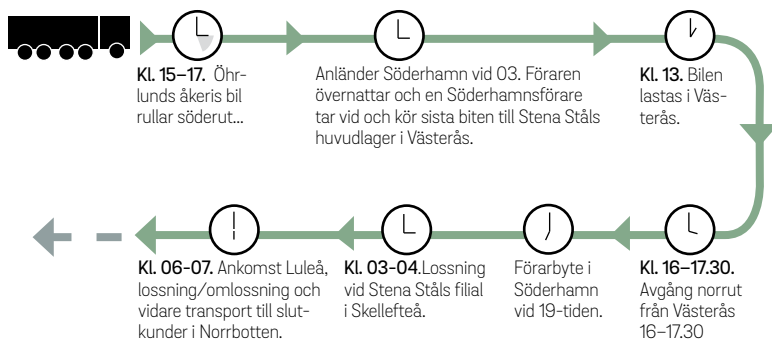 Kl. 15–17. Öhr-
lunds åkeris bil
rullar söderut...
Anländer Söderhamn vid 03. Föraren
övernattar och en Söderhamnsförare
tar vid och kör sista biten till Stena Ståls
huvudlager i Västerås.
Kl. 13. Bilen
lastas i Väs-
terås.
Kl. 06-07. Ankomst Luleå,
lossning/omlossning och
vidare transport till slut-
kunder i Norrbotten.
Kl. 03-04.Lossning
vid Stena Ståls filial
i Skellefteå.
Förarbyte i
Söderhamn
vid 19-tiden.
Kl. 16–17.30.
Avgång norrut
från Västerås
16–17.30